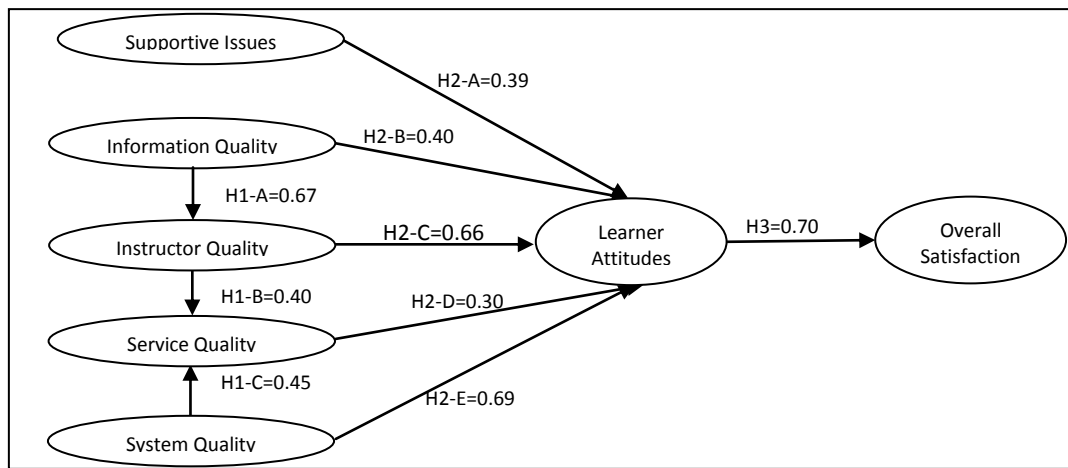 Supportive Issues
H2-A=0.39
H2-B=0.40
Information Quality
H1-A=0.67
Instructor Quality
H2-C=0.66
Learner
Attitudes
H3=0.70
Overall
Satisfaction
H1-B=0.40
H2-D=0.30
Service Quality
H1-C=0.45
H2-E=0.69
System Quality